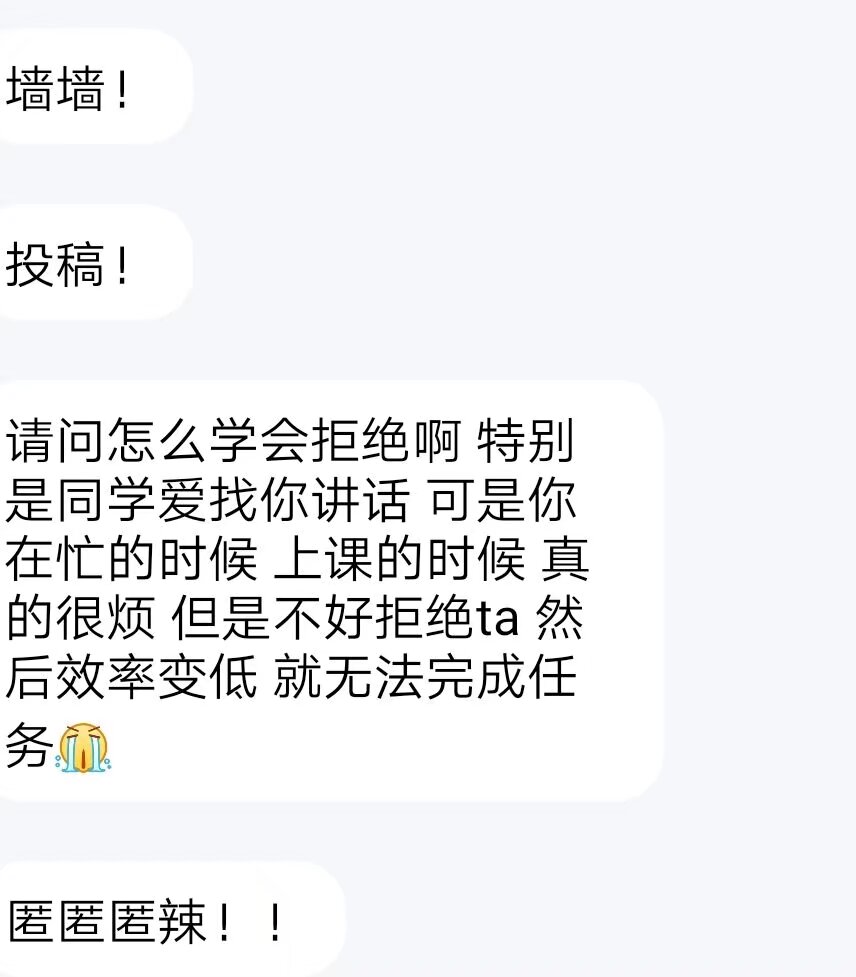 墙墙！
投稿！
请问怎么学会拒绝啊 特别
是同学爱找你讲话 可是你
在忙的时候 上课的时候 真
的很烦 但是不好拒绝ta 然
后效率变低 就无法完成任
务😭
匿匿匿辣！！